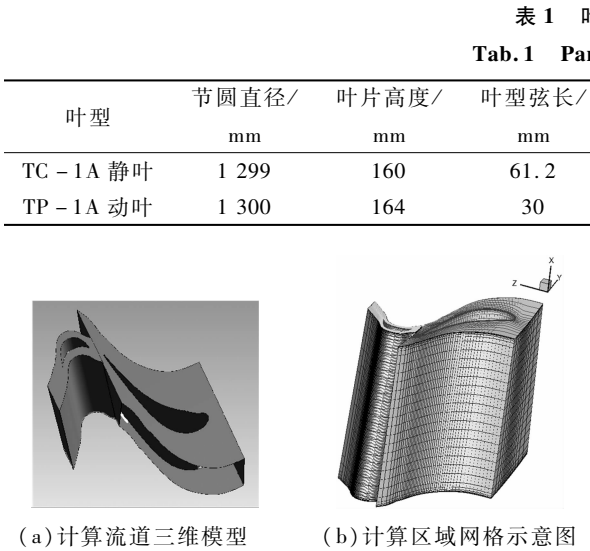 表 1
Tab. 1
叶型 节圆直径/ 叶片高度/ 叶型弦长/
mm mm mm
TC－1A 静叶 1 299 160 61.2
TP－1A 动叶 1 300 164 30
X
Y
Z
(a)计算流道三维模型 (b)计算区域网格示意图